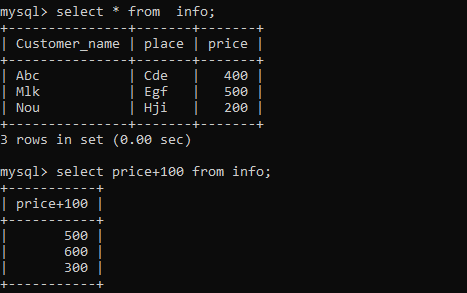 mysql> select * from  info;
+---------------+-------+-------+
| Customer_name | place | price |
+---------------+-------+-------+
| Abc           | Cde   |   400 |
| Mlk           | Egf   |   500 |
| Nou           | Hji   |   200 |
+---------------+-------+-------+
3 rows in set (0.00 sec)

mysql> select price+100 from info;
+-----------+
| price+100 |
+-----------+
|       500 |
|       600 |
|       300 |
+-----------+